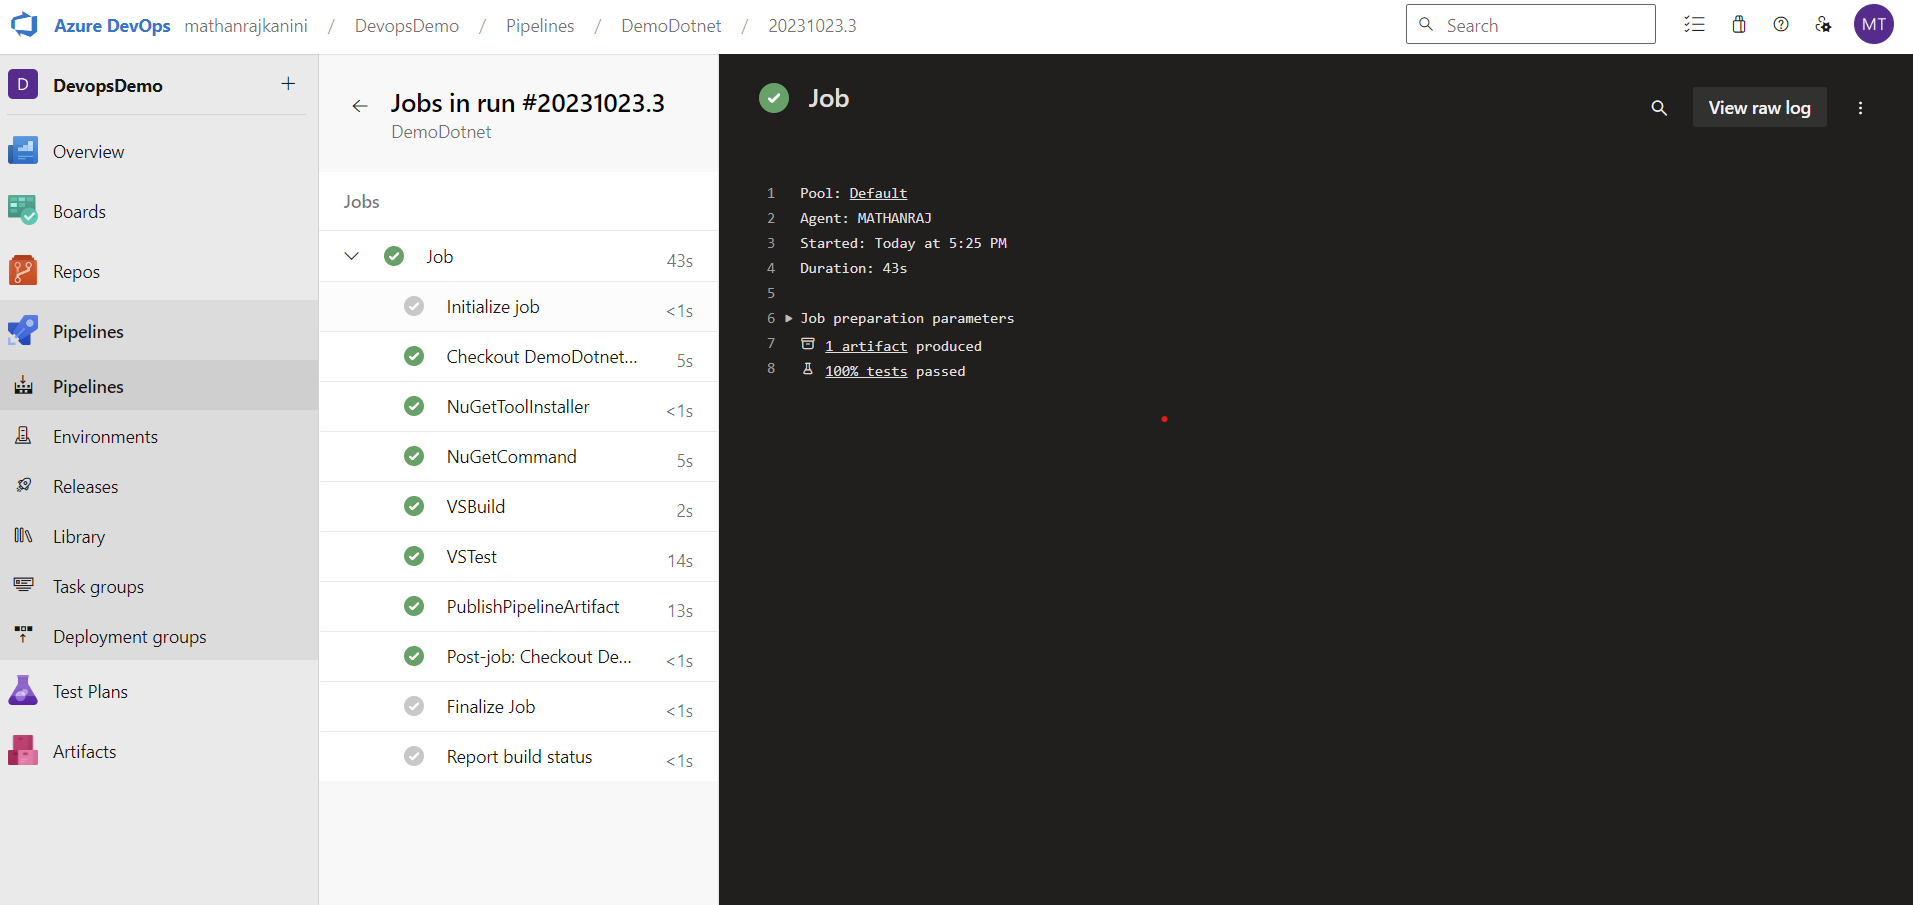 Azure DevOps mathanrajkanini / DevopsDemo / Pipelines / DemoDotnet / 20231023.3
Search
MT
D DevopsDemo +
Overview
Boards
Repos
Pipelines
Pipelines
Environments
Releases
Library
Task groups
Deployment groups
Test Plans
Artifacts
← Jobs in run #20231023.3
DemoDotnet
Jobs
Job 43s
Initialize job <1s
Checkout DemoDotnet... 5s
NuGetToolInstaller <1s
NuGetCommand 5s
VSBuild 2s
VSTest 14s
PublishPipelineArtifact 13s
Post-job: Checkout De... <1s
Finalize Job <1s
Report build status <1s
Job
View raw log
1 Pool: Default
2 Agent: MATHANRAJ
3 Started: Today at 5:25 PM
4 Duration: 43s
5
6 Job preparation parameters
7 1 artifact produced
8 100% tests passed